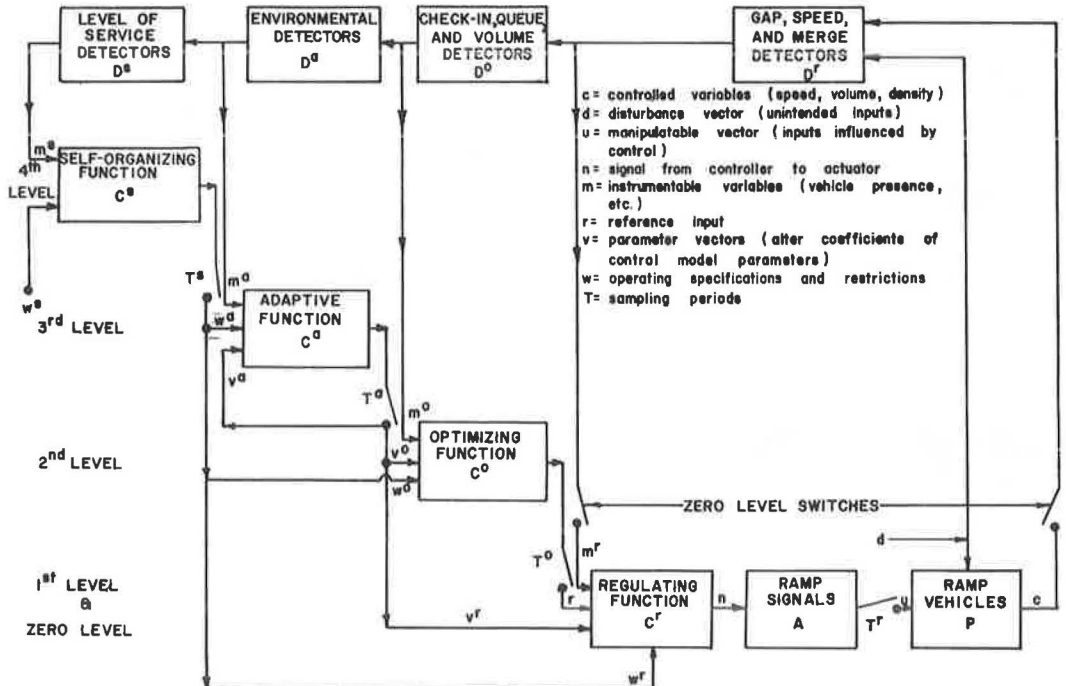 LEVEL OF
SERVICE
DETECTORS
D^s
ENVIRONMENTAL
DETECTORS
D^a
CHECK-IN, QUEUE,
AND VOLUME
DETECTORS
D^o
GAP, SPEED,
AND MERGE
DETECTORS
D^r
c = controlled variables (speed, volume, density)
d = disturbance vector (unintended inputs)
u = manipulatable vector (inputs influenced by
control)
n = signal from controller to actuator
m = instrumentable variables (vehicle presence,
etc.)
r = reference input
v = parameter vectors (alter coefficients of
control model parameters)
w = operating specifications and restrictions
T = sampling periods
m^s
4th
LEVEL
SELF-ORGANIZING
FUNCTION
C^s
w^s
T^s
m^a
3rd LEVEL
w^a
ADAPTIVE
FUNCTION
C^a
v^a
T^a
m^o
2nd LEVEL
v^o
w^o
OPTIMIZING
FUNCTION
C^o
ZERO LEVEL SWITCHES
d
T^o
m^r
1st LEVEL
&
ZERO LEVEL
r
REGULATING
FUNCTION
C^r
n
RAMP
SIGNALS
A
T^r
u
RAMP
VEHICLES
P
c
v^r
w^r